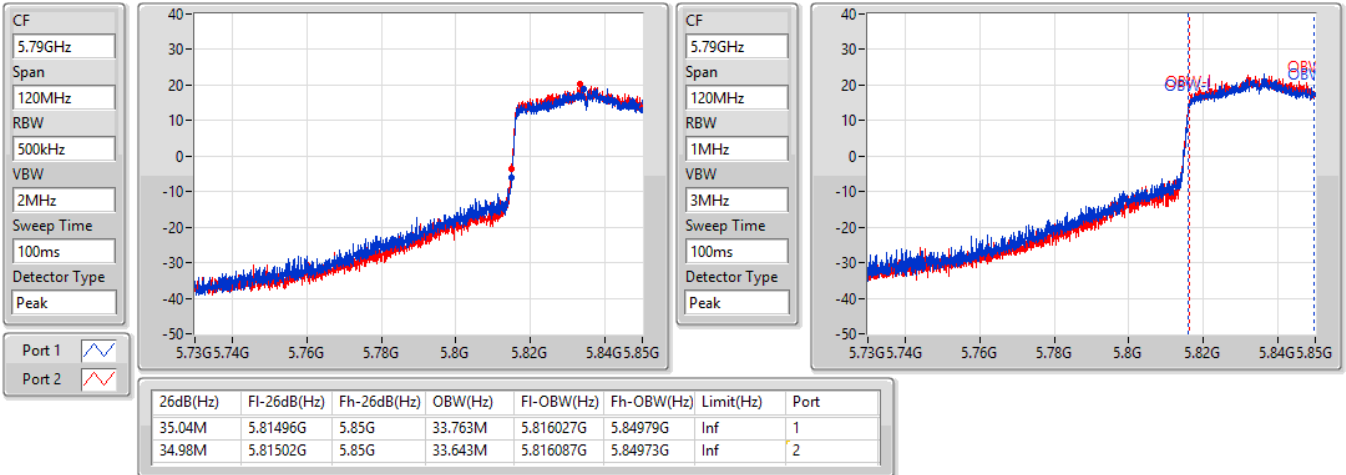 CF
5.79GHz
Span
120MHz
RBW
500kHz
VBW
2MHz
Sweep Time
100ms
Detector Type
Peak
Port 1
Port 2
40
30
20
10
0
-10
-20
-30
-40
-50
5.73G 5.74G 5.76G 5.78G 5.8G 5.82G 5.84G 5.85G
CF
5.79GHz
Span
120MHz
RBW
1MHz
VBW
3MHz
Sweep Time
100ms
Detector Type
Peak
40
30
20
10
0
-10
-20
-30
-40
-50
5.73G 5.74G 5.76G 5.78G 5.8G 5.82G 5.84G 5.85G
26dB(Hz) Fl-26dB(Hz) Fh-26dB(Hz) OBW(Hz) Fl-OBW(Hz) Fh-OBW(Hz) Limit(Hz) Port
35.04M 5.81496G 5.85G 33.763M 5.816027G 5.84979G Inf 1
34.98M 5.81502G 5.85G 33.643M 5.816087G 5.84973G Inf 2